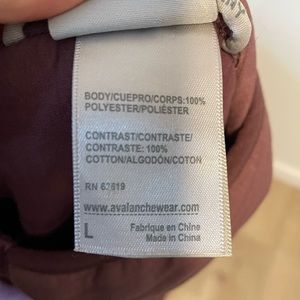 BODY/CUEPRO/CORPS:100%
POLYESTER/POLIÉSTER
CONTRAST/CONTRASTE/
CONTRASTE: 100%
COTTON/ALGODÓN/COTON
RN 62619
www.avalanchewear.com
L
Fabrique en Chine
Made in China